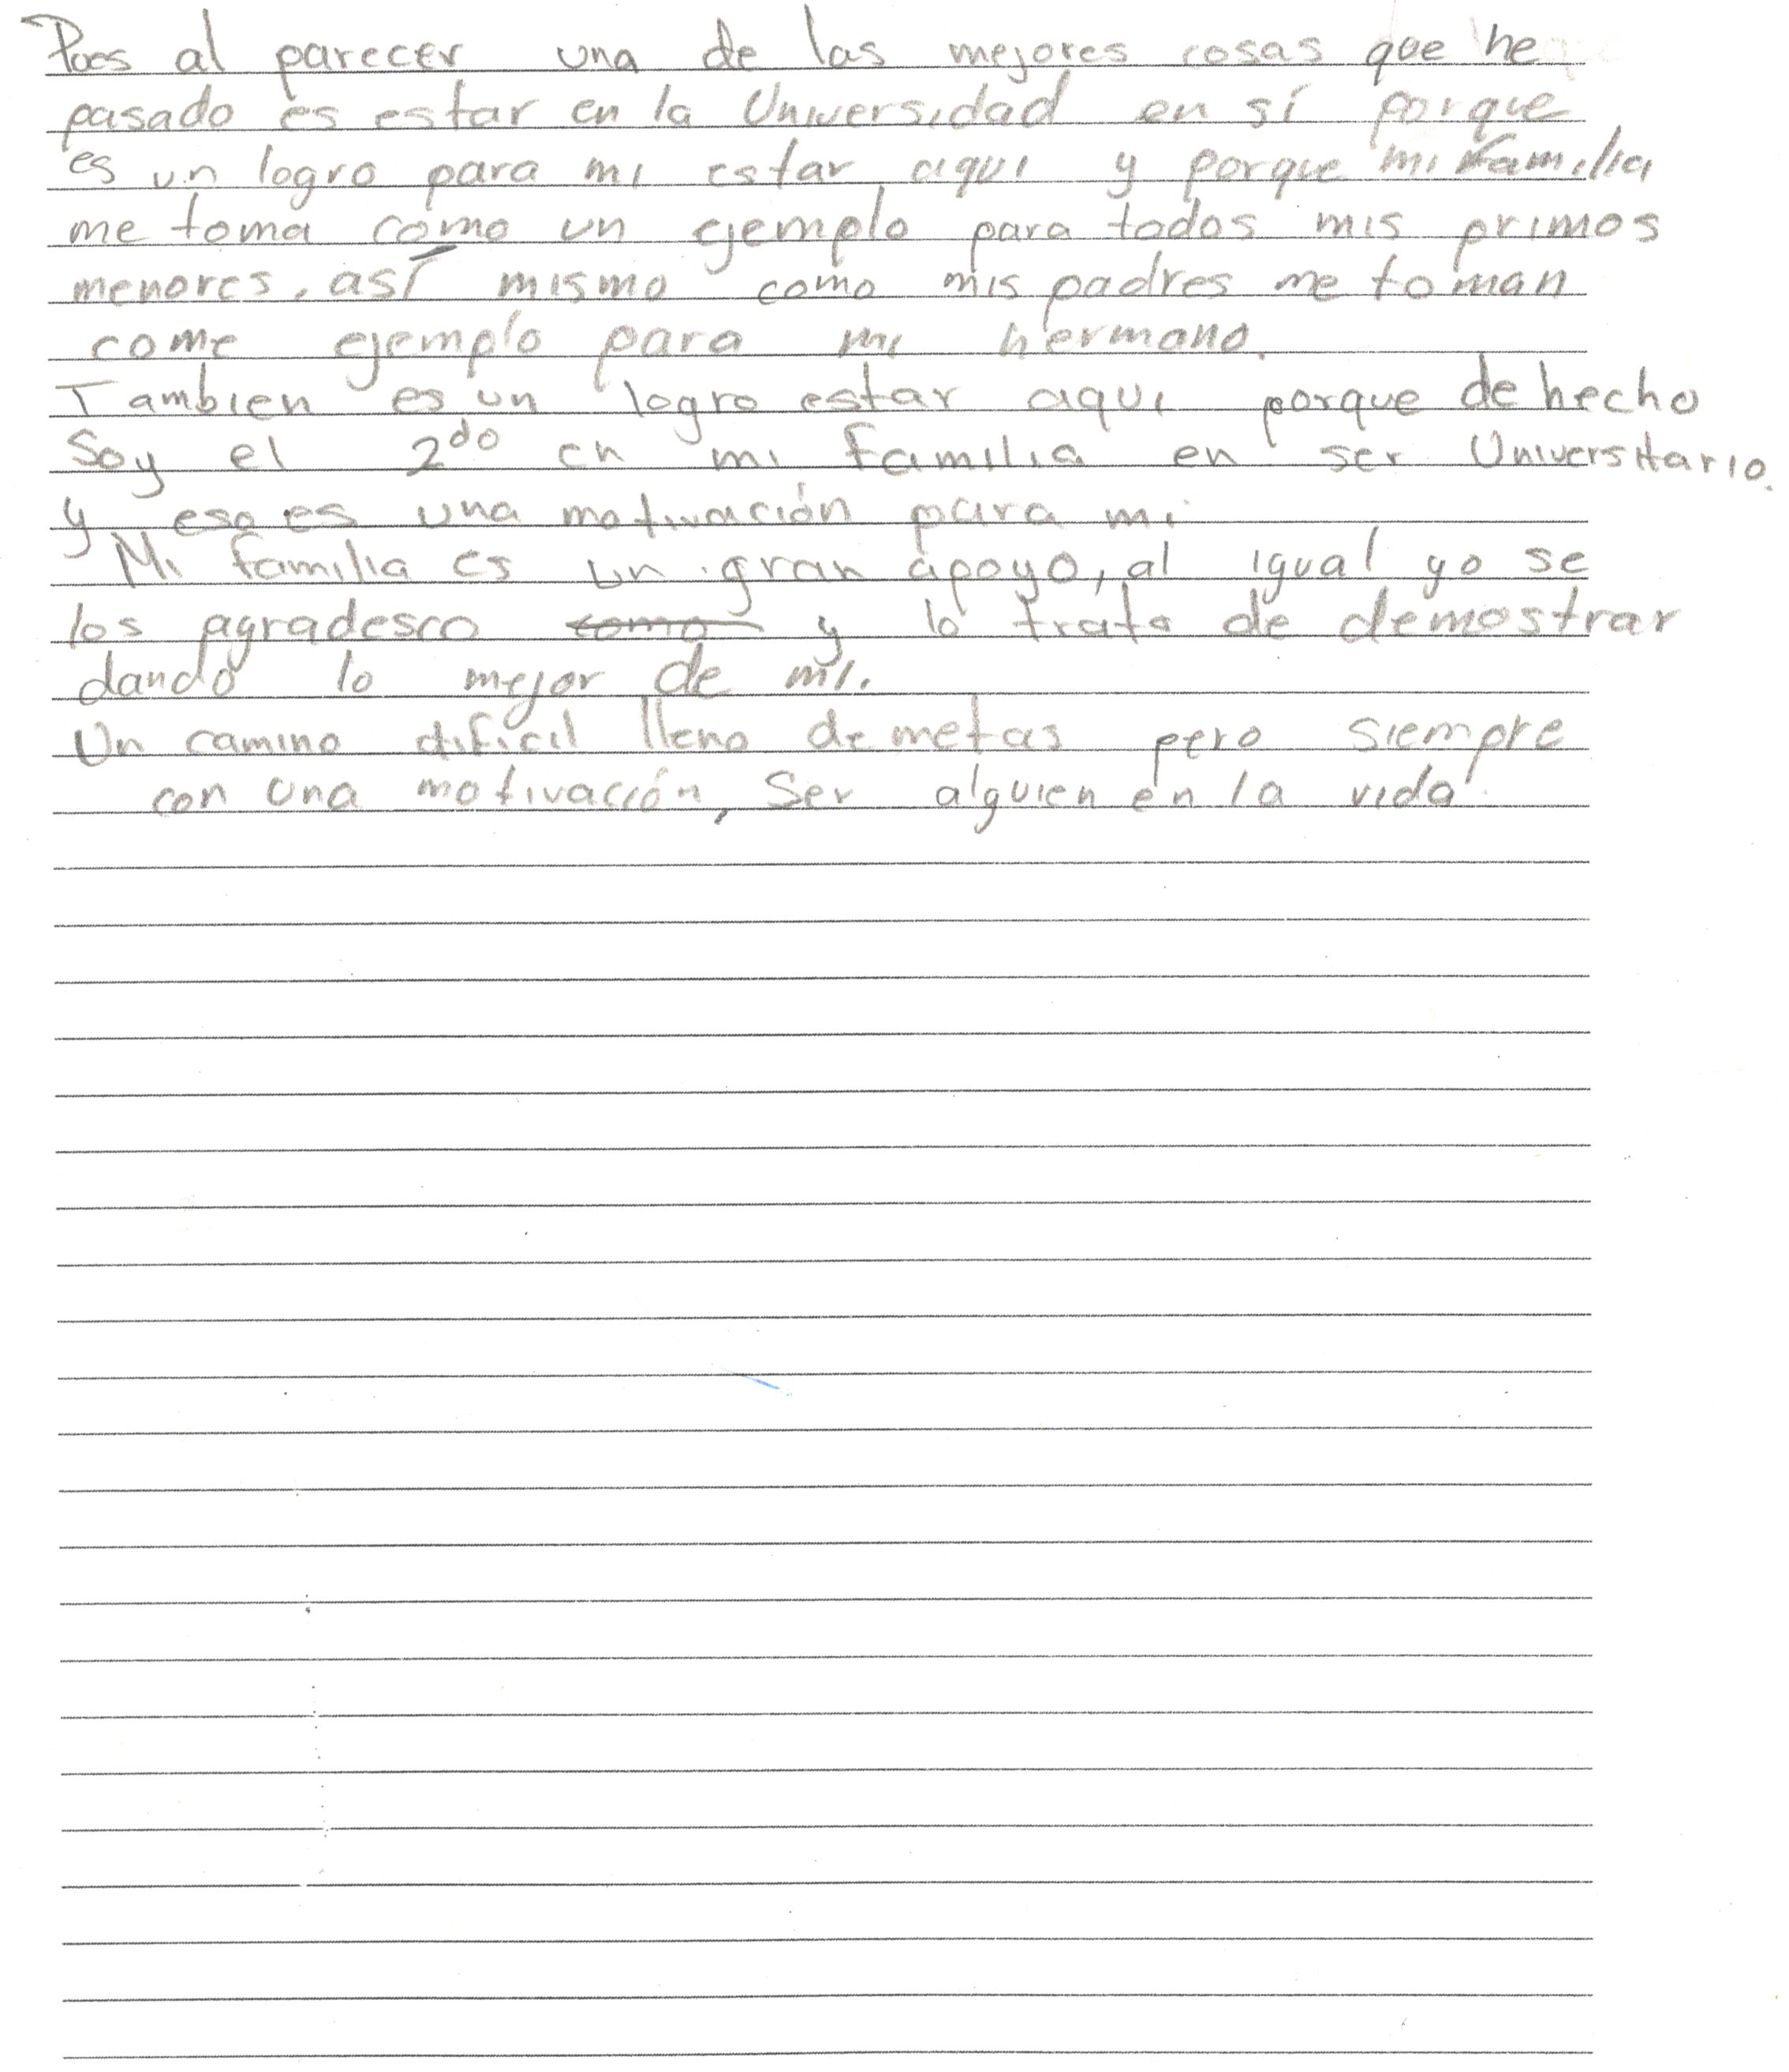 Pues al parecer una de las mejores cosas que he
pasado es estar en la Universidad en sí porque
es un logro para mi estar aqui y porque mi familia
me toma como un ejemplo para todos mis primos
menores, así mismo como mis padres me toman
come ejemplo para mi hermano.
Tambien es un logro estar aqui porque de hecho
Soy el 2do en mi familia en ser Universitario.
y eso es una motivación para mi
Mi familia es un gran apoyo, al igual yo se
los agradesco como y lo trato de demostrar
dando lo mejor de mi.
Un camino dificil lleno de metas pero siempre
con una motivación, Ser alguien en la vida.